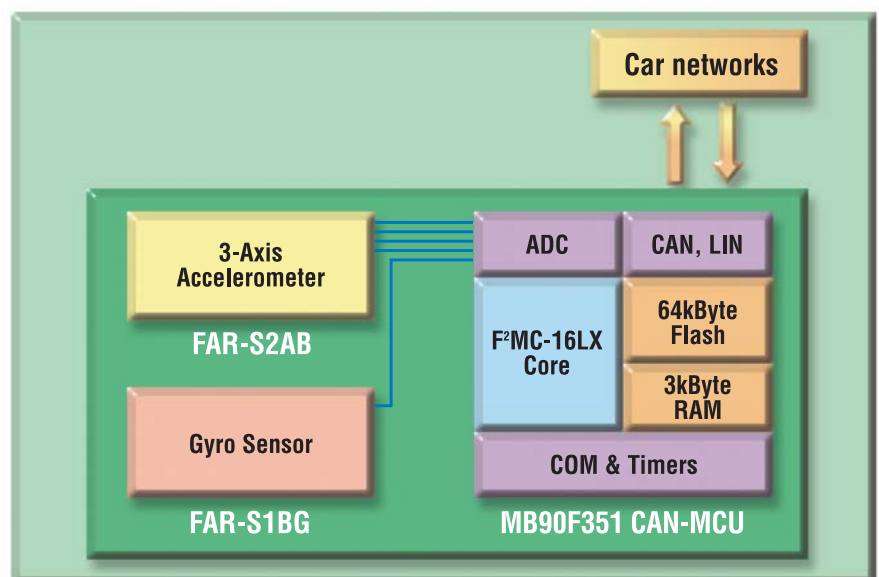 Car networks
3-Axis
Accelerometer
FAR-S2AB
Gyro Sensor
FAR-S1BG
ADC
CAN, LIN
F²MC-16LX
Core
64kByte
Flash
3kByte
RAM
COM & Timers
MB90F351 CAN-MCU